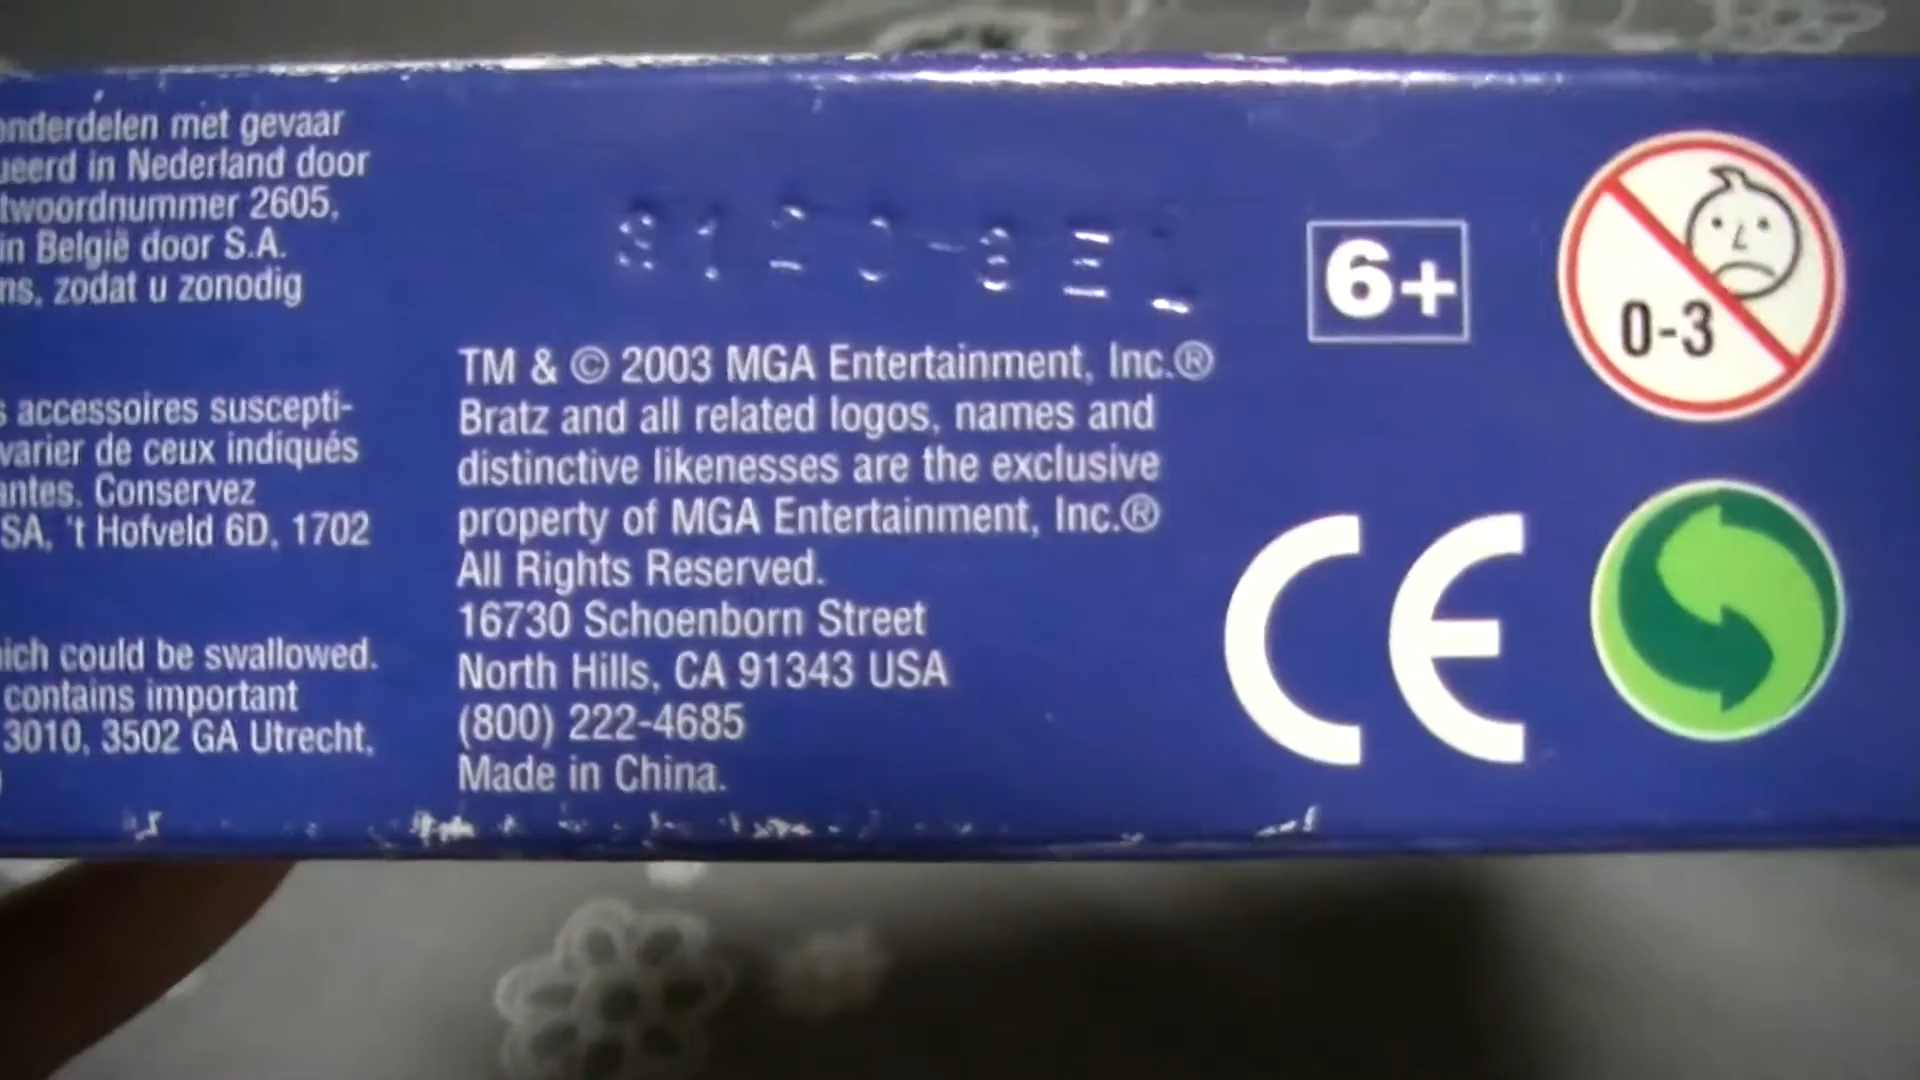 onderdelen met gevaar
ueerd in Nederland door
twoordnummer 2605,
in België door S.A.
ns, zodat u zonodig
s accessoires suscepti-
varier de ceux indiqués
antes. Conservez
SA, 't Hofveld 6D, 1702
ich could be swallowed.
contains important
3010, 3502 GA Utrecht,
TM & © 2003 MGA Entertainment, Inc.®
Bratz and all related logos, names and
distinctive likenesses are the exclusive
property of MGA Entertainment, Inc.®
All Rights Reserved.
16730 Schoenborn Street
North Hills, CA 91343 USA
(800) 222-4685
Made in China.
6+
0-3
CE